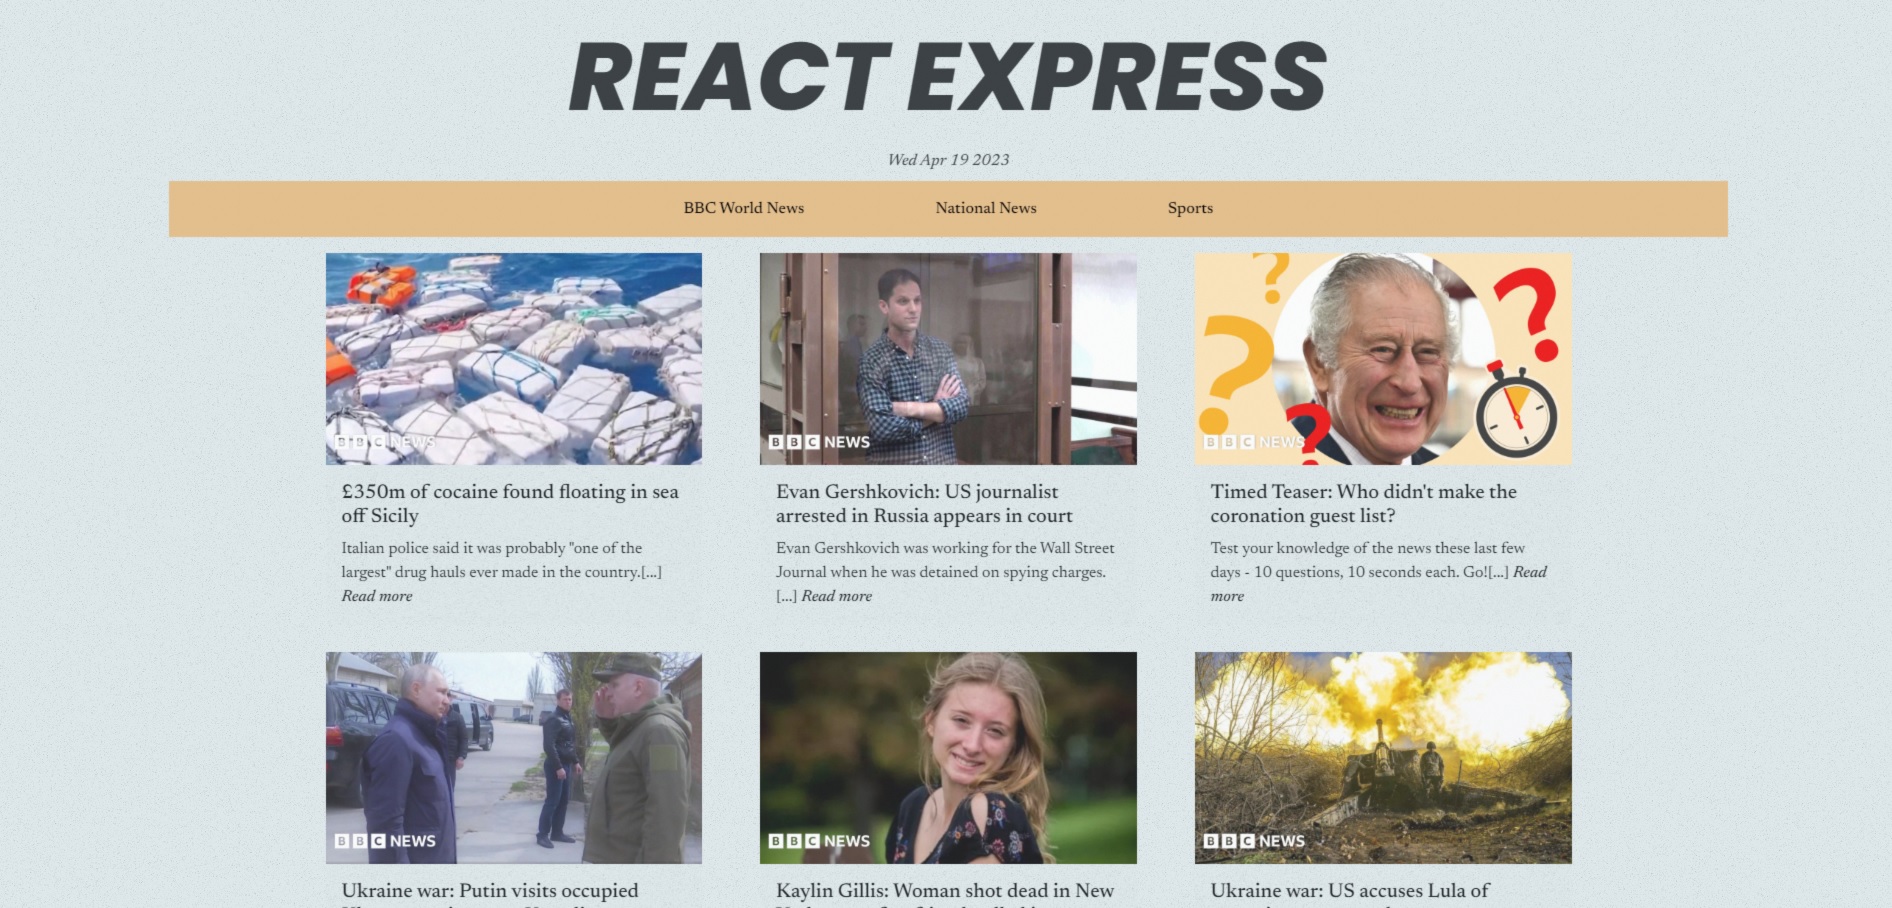 REACT EXPRESS
Wed Apr 19 2023
BBC World News
National News
Sports
BBC NEWS
£350m of cocaine found floating in sea
off Sicily
Italian police said it was probably "one of the
largest" drug hauls ever made in the country.[...]
Read more
BBC NEWS
Evan Gershkovich: US journalist
arrested in Russia appears in court
Evan Gershkovich was working for the Wall Street
Journal when he was detained on spying charges.
[...] Read more
BBC NEWS
Timed Teaser: Who didn't make the
coronation guest list?
Test your knowledge of the news these last few
days - 10 questions, 10 seconds each. Go![...] Read
more
BBC NEWS
Ukraine war: Putin visits occupied
BBC NEWS
Kaylin Gillis: Woman shot dead in New
BBC NEWS
Ukraine war: US accuses Lula of